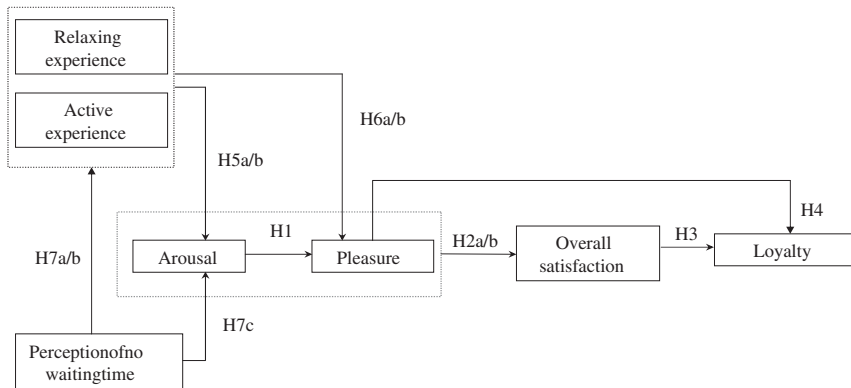 Relaxing
experience
Active
experience
H6a/b
H5a/b
H4
H1
H2a/b
H3
Arousal
Pleasure
Overall
satisfaction
Loyalty
H7a/b
H7c
Perceptionofno
waitingtime